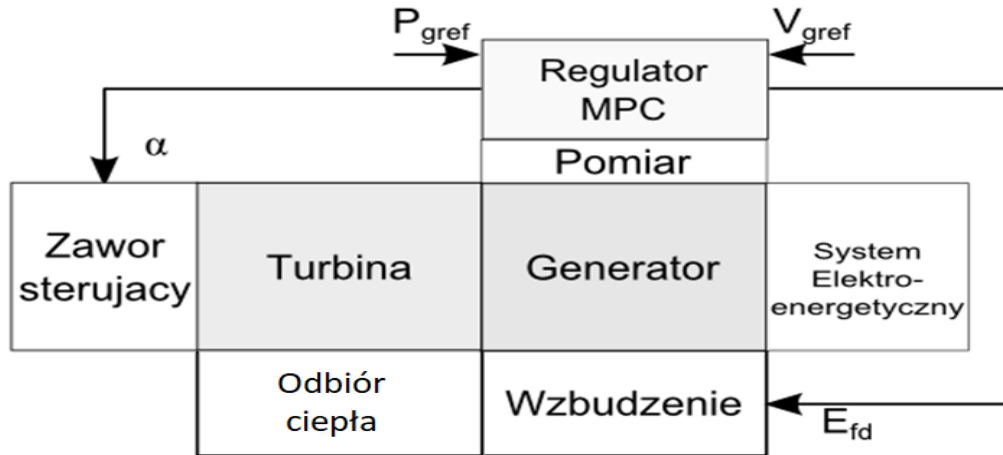 P_gref
V_gref
Regulator
MPC
α
Pomiar
Zawor
sterujacy
Turbina
Generator
System
Elektro-
energetyczny
Odbiór
ciepła
Wzbudzenie
E_fd